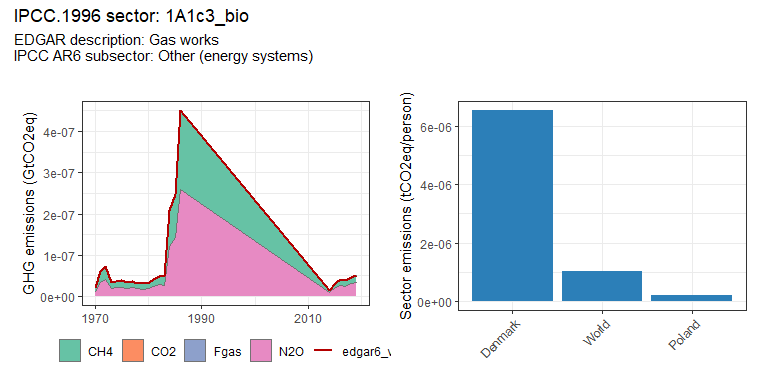 IPCC.1996 sector: 1A1c3_bio
EDGAR description: Gas works
IPCC AR6 subsector: Other (energy systems)
GHG emissions (GtCO2eq)
4e-07
3e-07
2e-07
1e-07
0e+00
1970
1990
2010
CH4
CO2
Fgas
N2O
edgar6_v
Sector emissions (tCO2eq/person)
6e-06
4e-06
2e-06
0e+00
Denmark
World
Poland